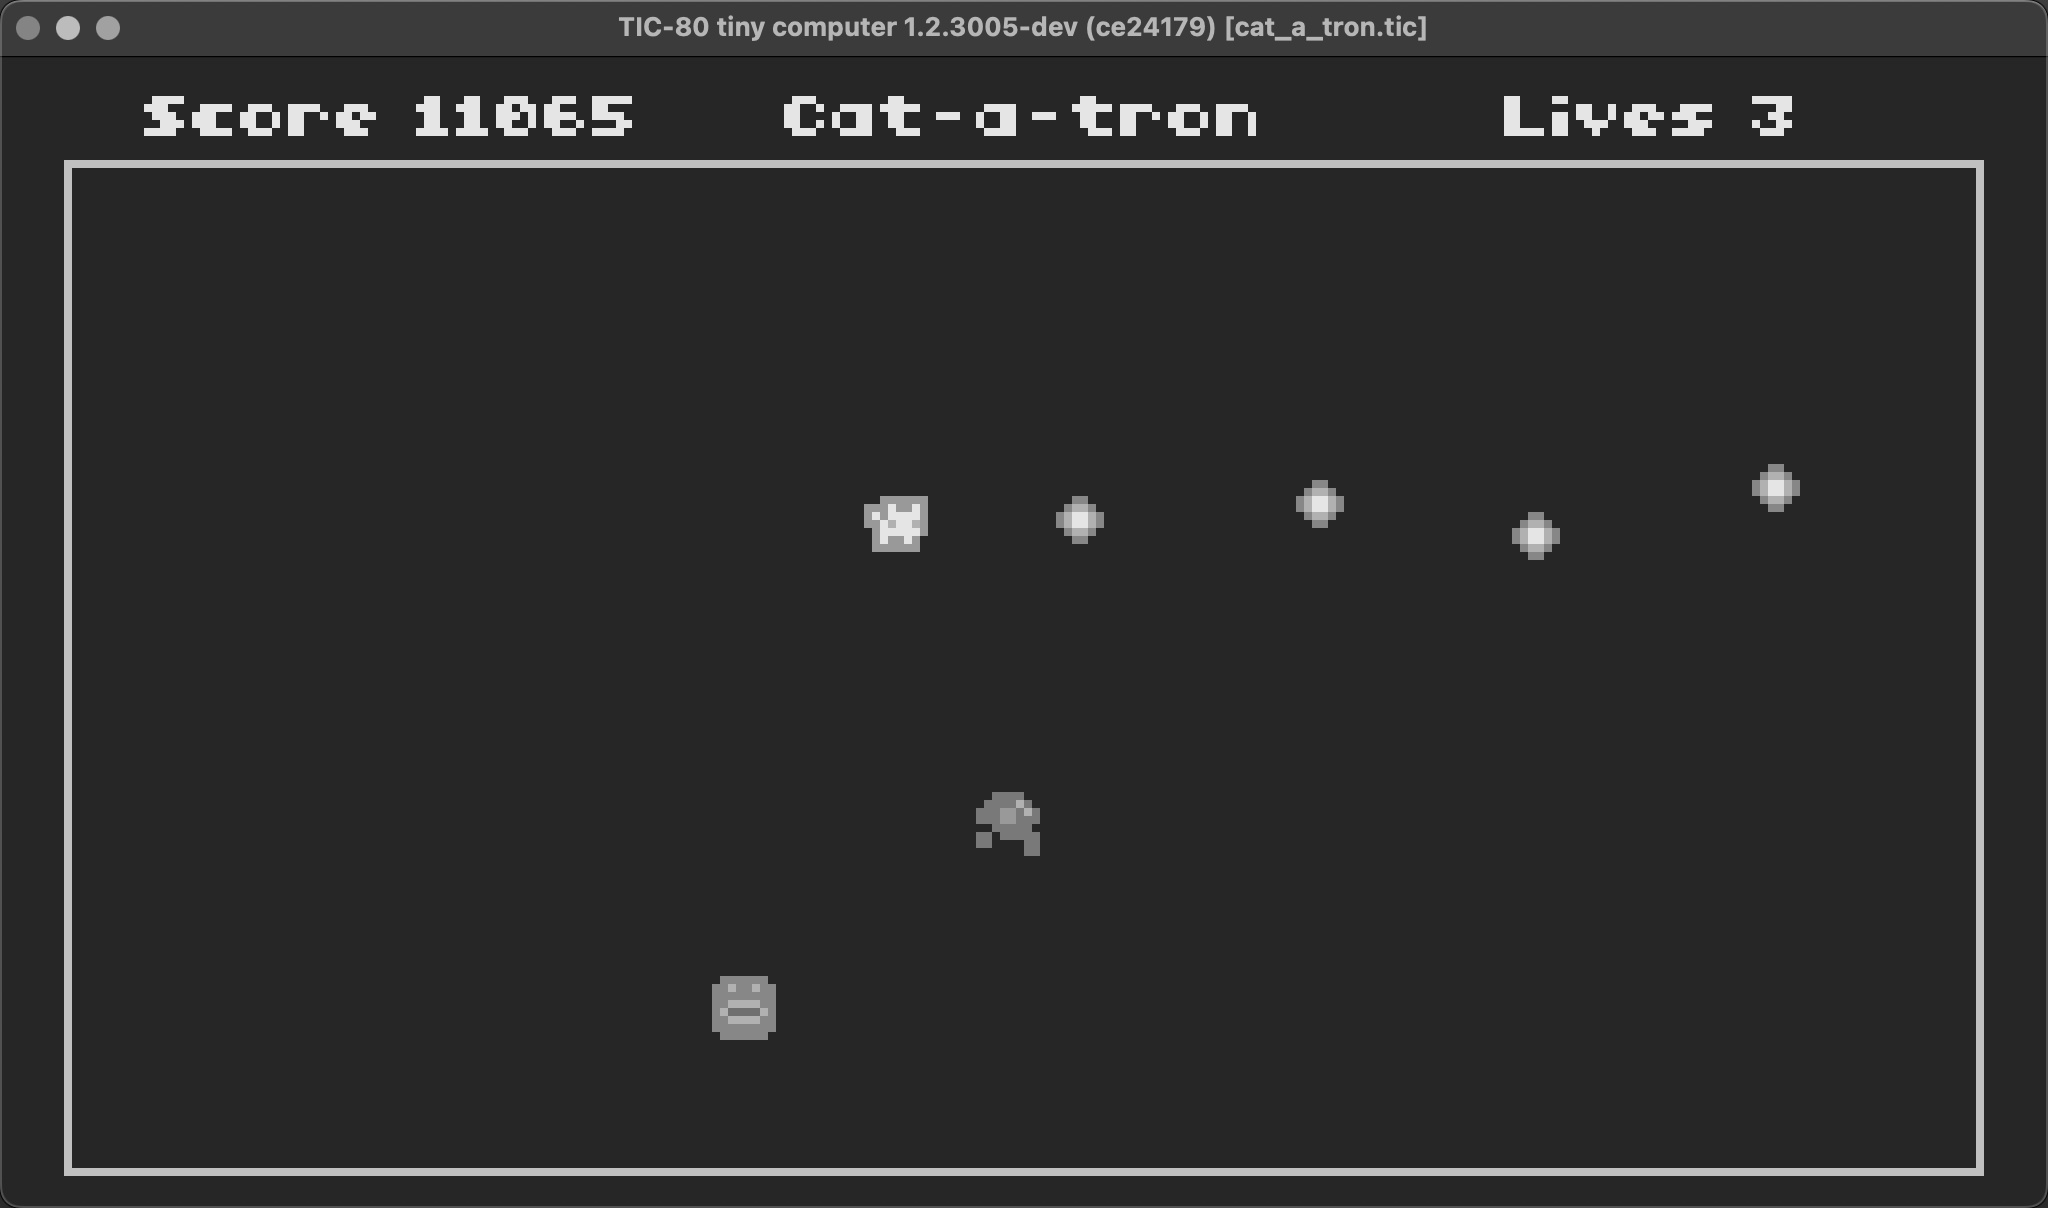 TIC-80 tiny computer 1.2.3005-dev (ce24179) [cat_a_tron.tic]
Score 11065 Cat-a-tron Lives 3